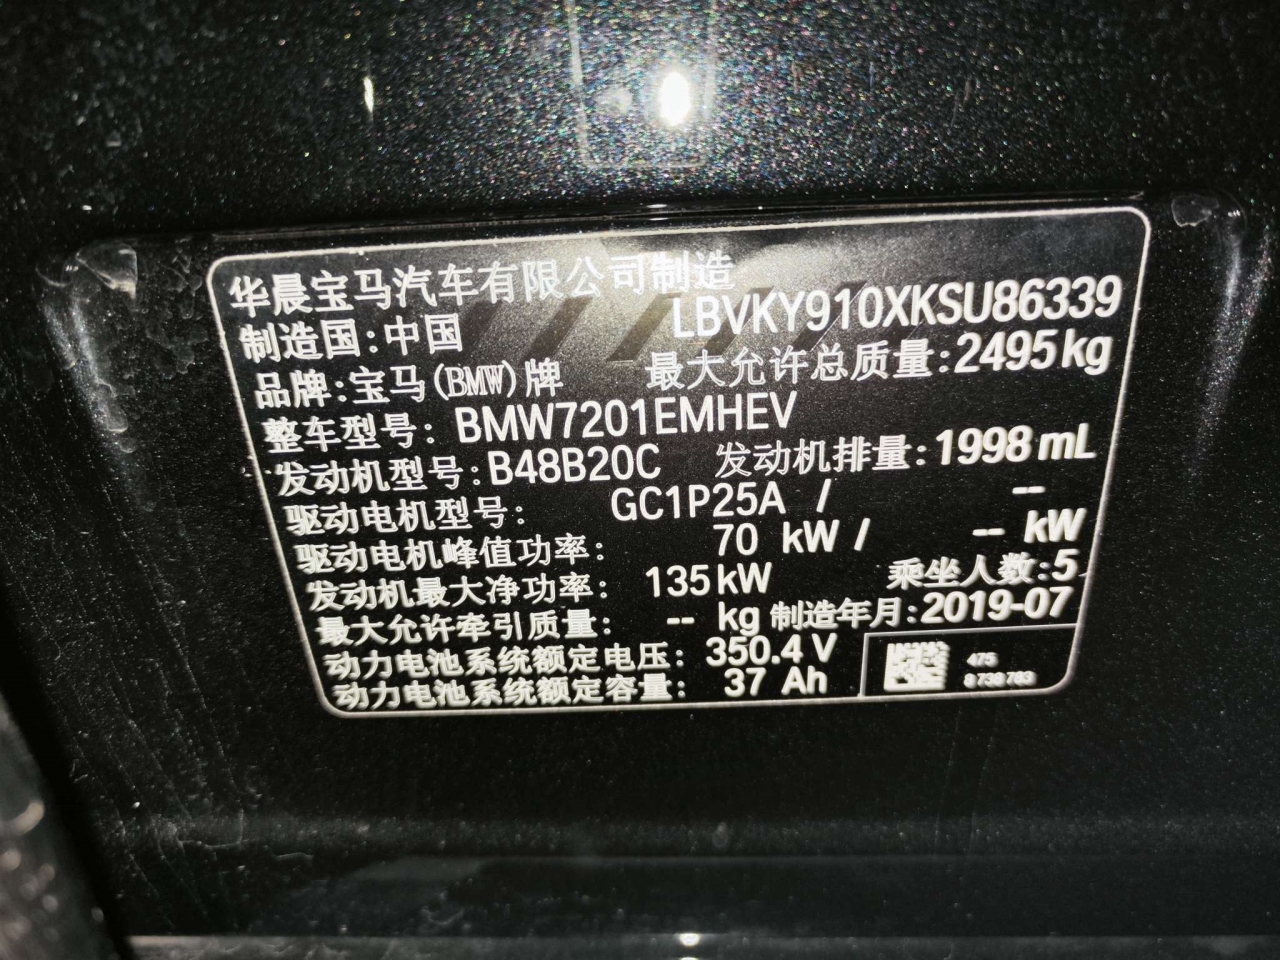 华晨宝马汽车有限公司制造
制造国:中国 LBVKY910XKSU86339
品牌:宝马(BMW)牌 最大允许总质量:2495kg
整车型号: BMW7201EMHEV
发动机型号:B48B20C 发动机排量:1998mL
驱动电机型号: GC1P25A / --
驱动电机峰值功率: 70 kW / -- kW
发动机最大净功率: 135kW 乘坐人数:5
最大允许牵引质量: -- kg 制造年月:2019-07
动力电池系统额定电压: 350.4 V
动力电池系统额定容量: 37 Ah
475
8738783